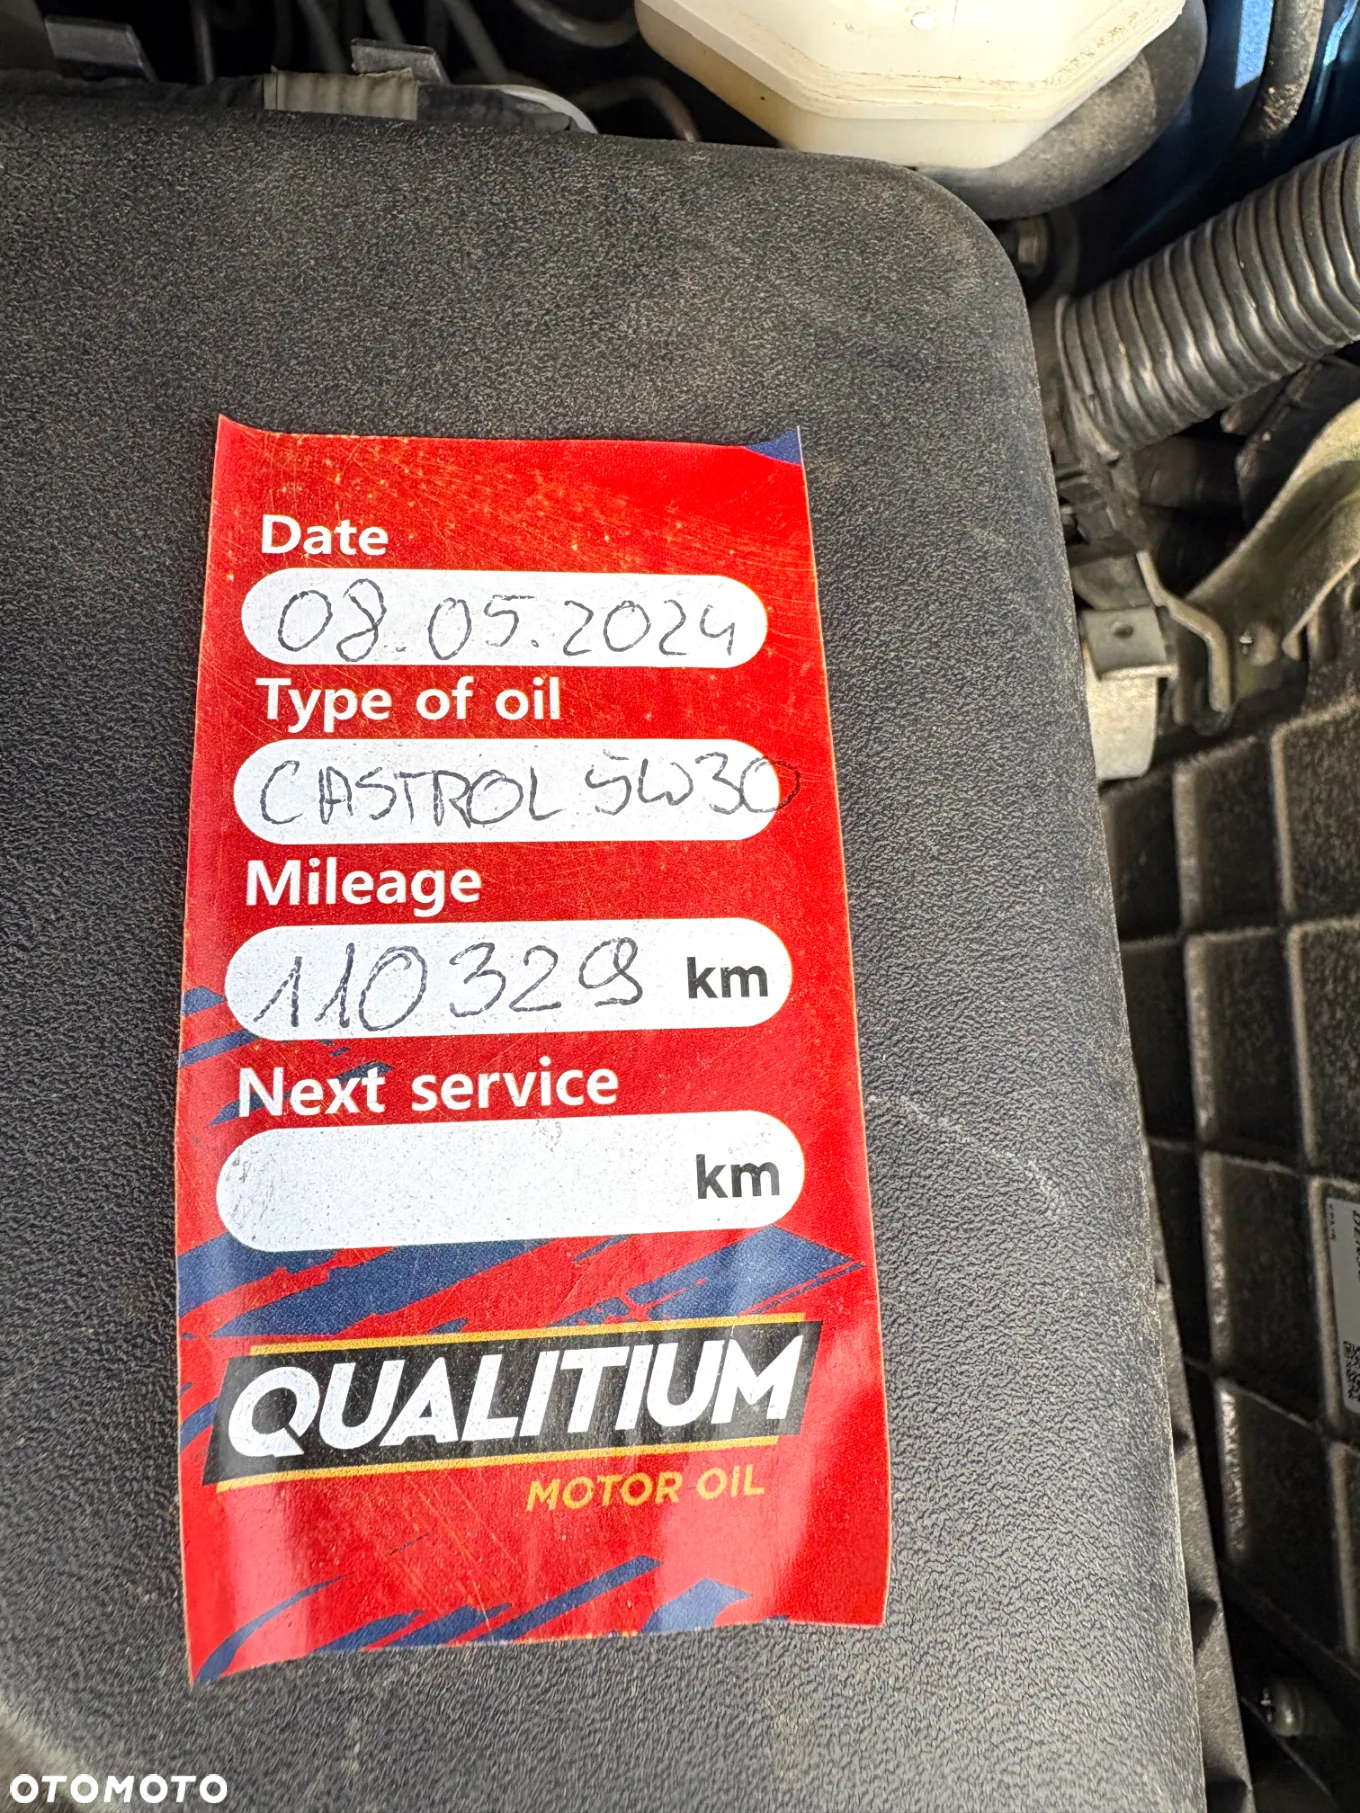 Date
08.05.2024
Type of oil
CASTROL 5W30
Mileage
110329 km
Next service
km
QUALITIUM
MOTOR OIL
OTOMOTO